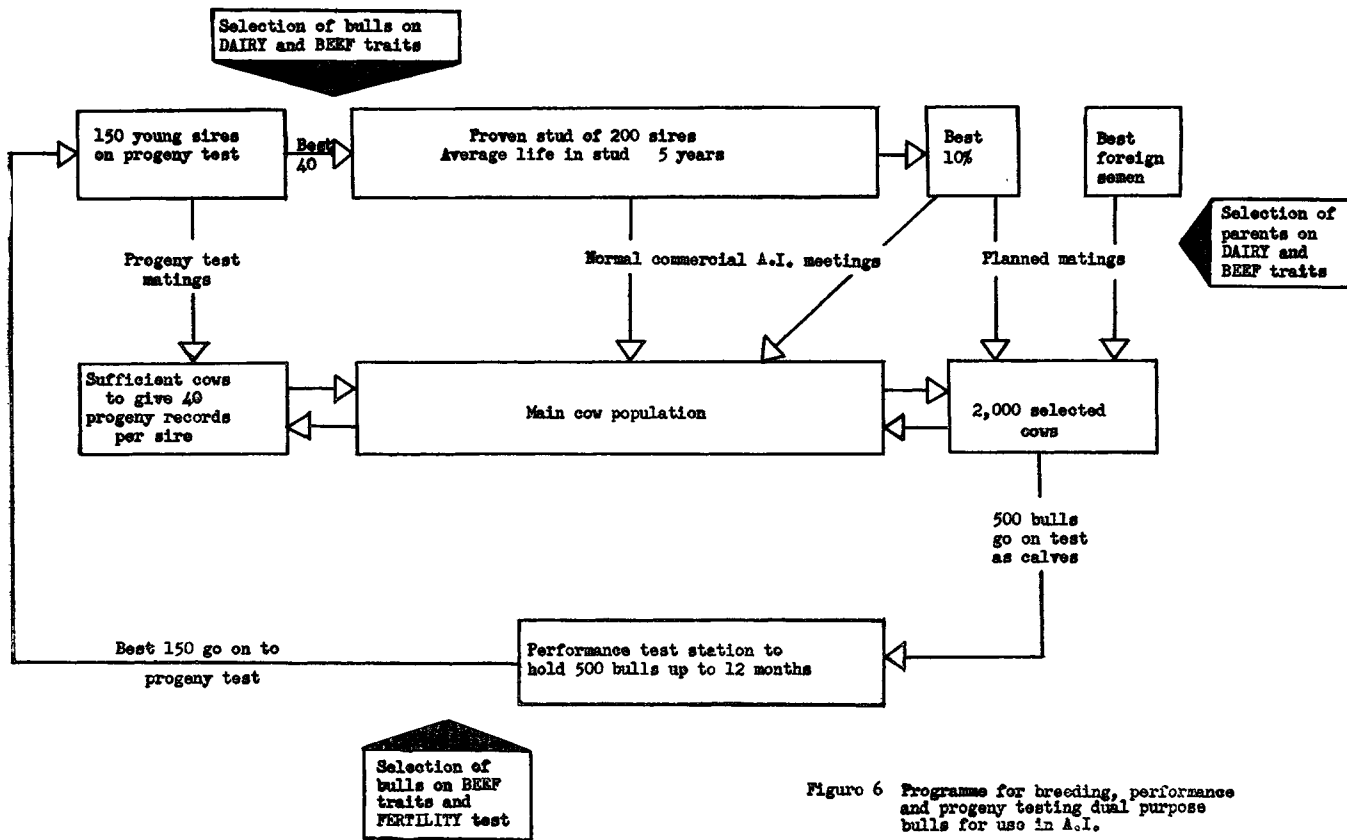 Selection of bulls on
DAIRY and BEEF traits
150 young sires
on progeny test
Best
40
Proven stud of 200 sires
Average life in stud 5 years
Best
10%
Best
foreign
semen
Selection of
parents on
DAIRY and
BEEF traits
Progeny test
matings
Normal commercial A.I. meetings
Planned matings
Sufficient cows
to give 40
progeny records
per sire
Main cow population
2,000 selected
cows
500 bulls
go on test
as calves
Best 150 go on to
progeny test
Performance test station to
hold 500 bulls up to 12 months
Selection of
bulls on BEEF
traits and
FERTILITY test
Figuro 6 Programme for breeding, performance
and progeny testing dual purpose
bulls for use in A.I.